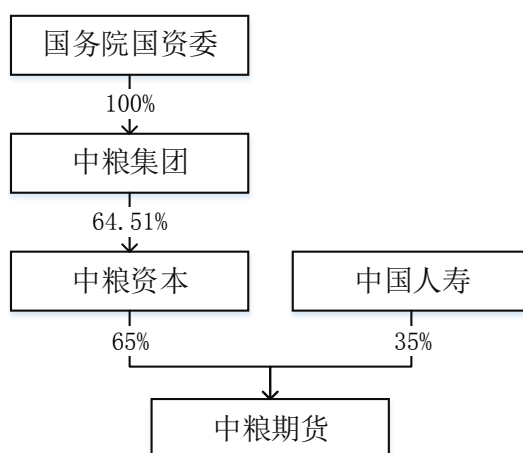 国务院国资委
100%
中粮集团
64.51%
中粮资本
中国人寿
65%
35%
中粮期货